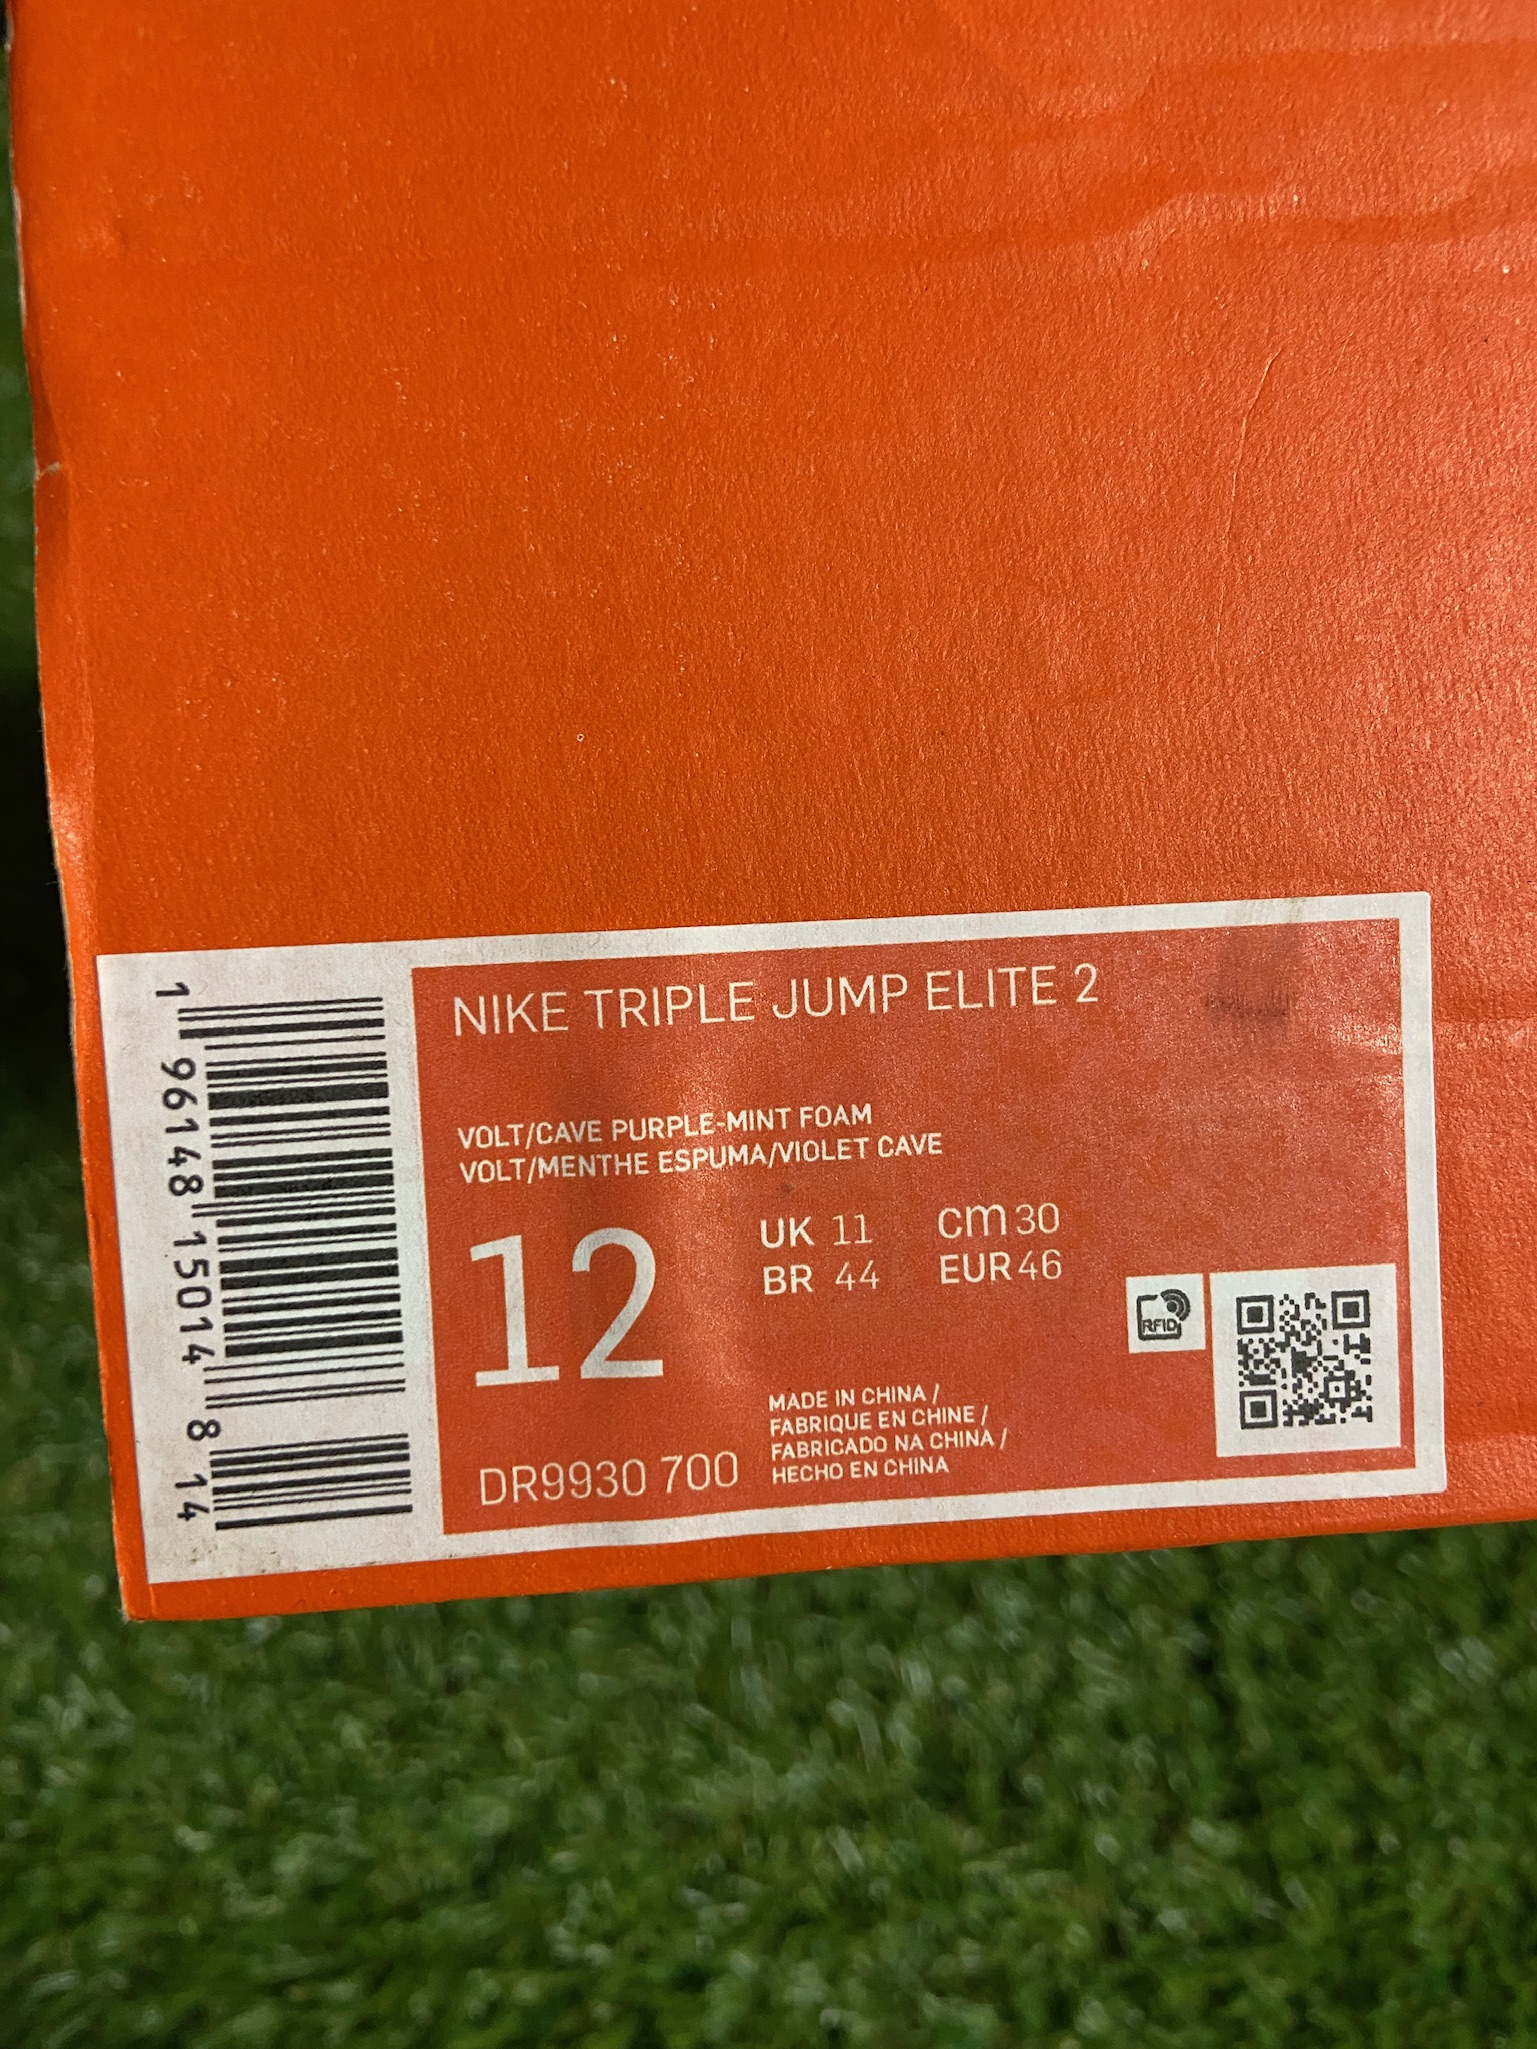 NIKE TRIPLE JUMP ELITE 2
VOLT/CAVE PURPLE-MINT FOAM
VOLT/MENTHE ESPUMA/VIOLET CAVE
12
UK 11 cm 30
BR 44 EUR 46
RFID
MADE IN CHINA /
FABRIQUE EN CHINE /
FABRICADO NA CHINA /
HECHO EN CHINA
DR9930 700
1 96148 15014 8 14